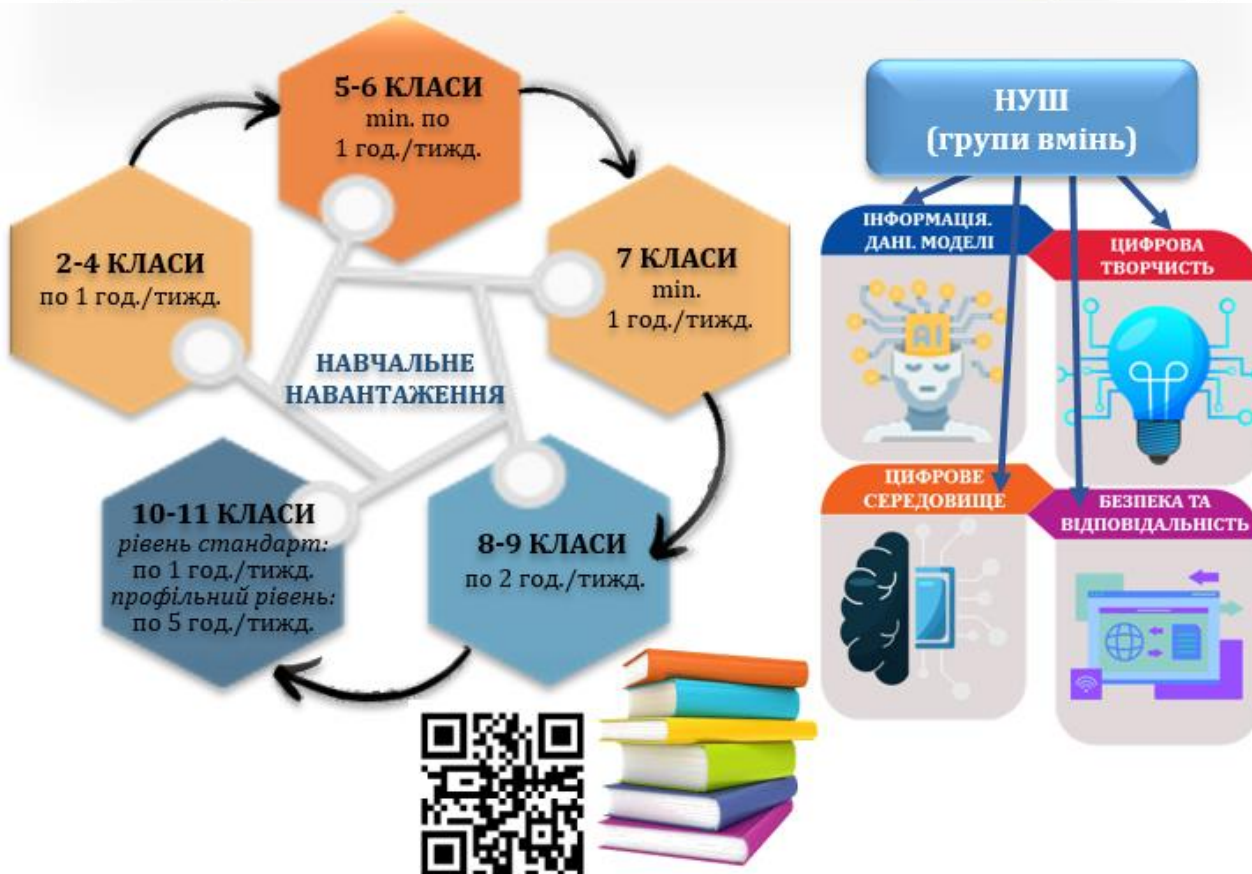 5-6 КЛАСИ
min. по
1 год./тижд.
2-4 КЛАСИ
по 1 год./тижд.
7 КЛАСИ
min.
1 год./тижд.
НАВЧАЛЬНЕ
НАВАНТАЖЕННЯ
10-11 КЛАСИ
рівень стандарт:
по 1 год./тижд.
профільний рівень:
по 5 год./тижд.
8-9 КЛАСИ
по 2 год./тижд.
НУШ
(групи вмінь)
ІНФОРМАЦІЯ.
ДАНІ. МОДЕЛІ
ЦИФРОВА
ТВОРЧИСТЬ
AI
ЦИФРОВЕ
СЕРЕДОВИЩЕ
БЕЗПЕКА ТА
ВІДПОВІДАЛЬНІСТЬ